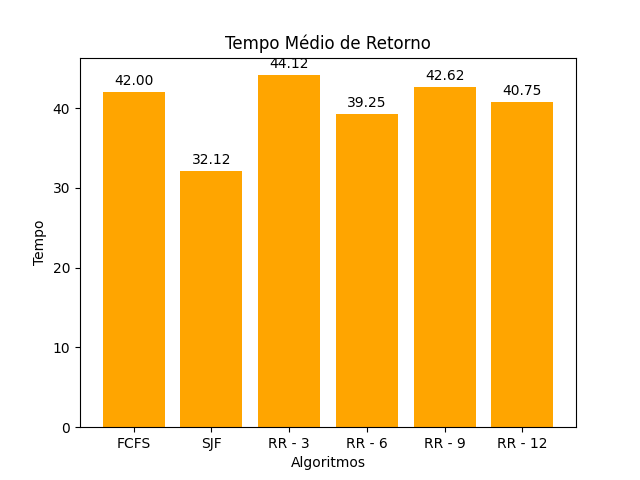 Tempo Médio de Retorno
44.12
42.00
42.62
40.75
39.25
32.12
40
30
20
10
0
Tempo
FCFS SJF RR - 3 RR - 6 RR - 9 RR - 12
Algoritmos